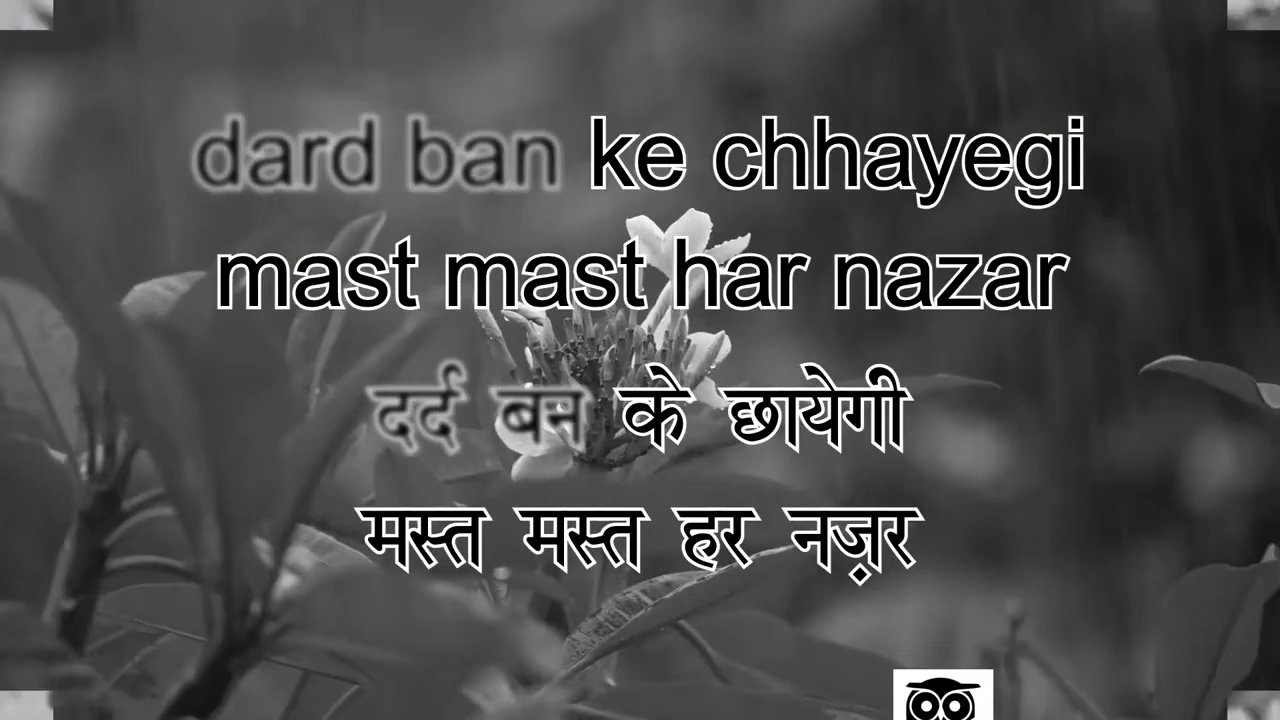 dard ban ke chhayegi
mast mast har nazar
दर्द बन के छायेगी
मस्त मस्त हर नज़र